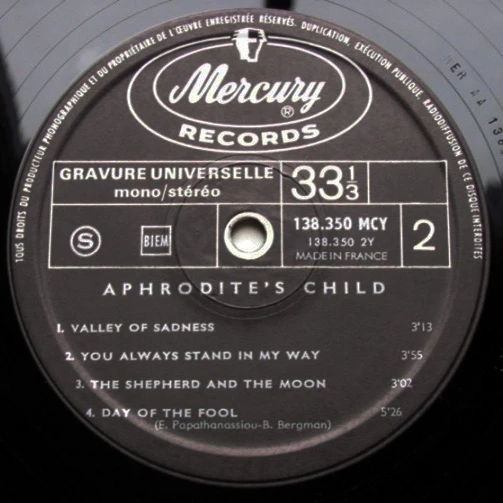 TOUS DROITS DU PRODUCTEUR PHONOGRAPHIQUE ET DU PROPRIÉTAIRE DE L'ŒUVRE ENREGISTRÉE RÉSERVÉS. DUPLICATION, EXÉCUTION PUBLIQUE, RADIODIFFUSION DE CE DISQUE INTERDITES
Mercury ®
RECORDS
GRAVURE UNIVERSELLE
mono/stéréo
33 1/3
S BIEM
138.350 MCY
138.350 2Y
MADE IN FRANCE
2
APHRODITE'S CHILD
1. VALLEY OF SADNESS 3'13
2. YOU ALWAYS STAND IN MY WAY 3'55
3. THE SHEPHERD AND THE MOON 3'02
4. DAY OF THE FOOL 5'26
(E. Papathanassiou-B. Bergman)